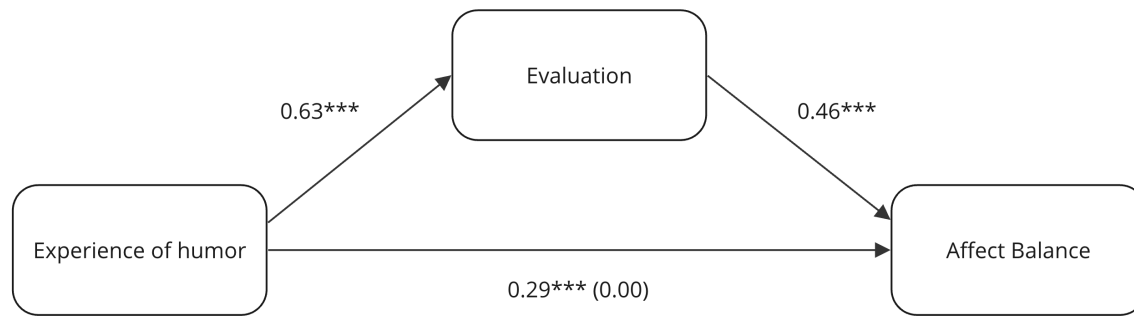 Evaluation
0.63***
0.46***
Experience of humor
Affect Balance
0.29*** (0.00)